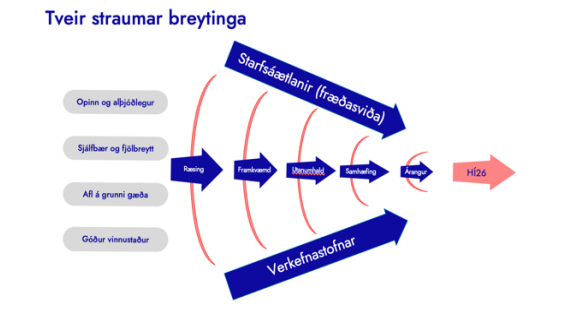 Tveir straumar breytinga
Opinn og alþjóðlegur
Sjálfbær og fjölbreytt
Afl á grunni gæða
Góður vinnustaður
Starfsáætlanir (fræðasviða)
Ræsing
Framkvæmd
Utanumhald
Samhæfing
Árangur
HÍ26
Verkefnastofnar